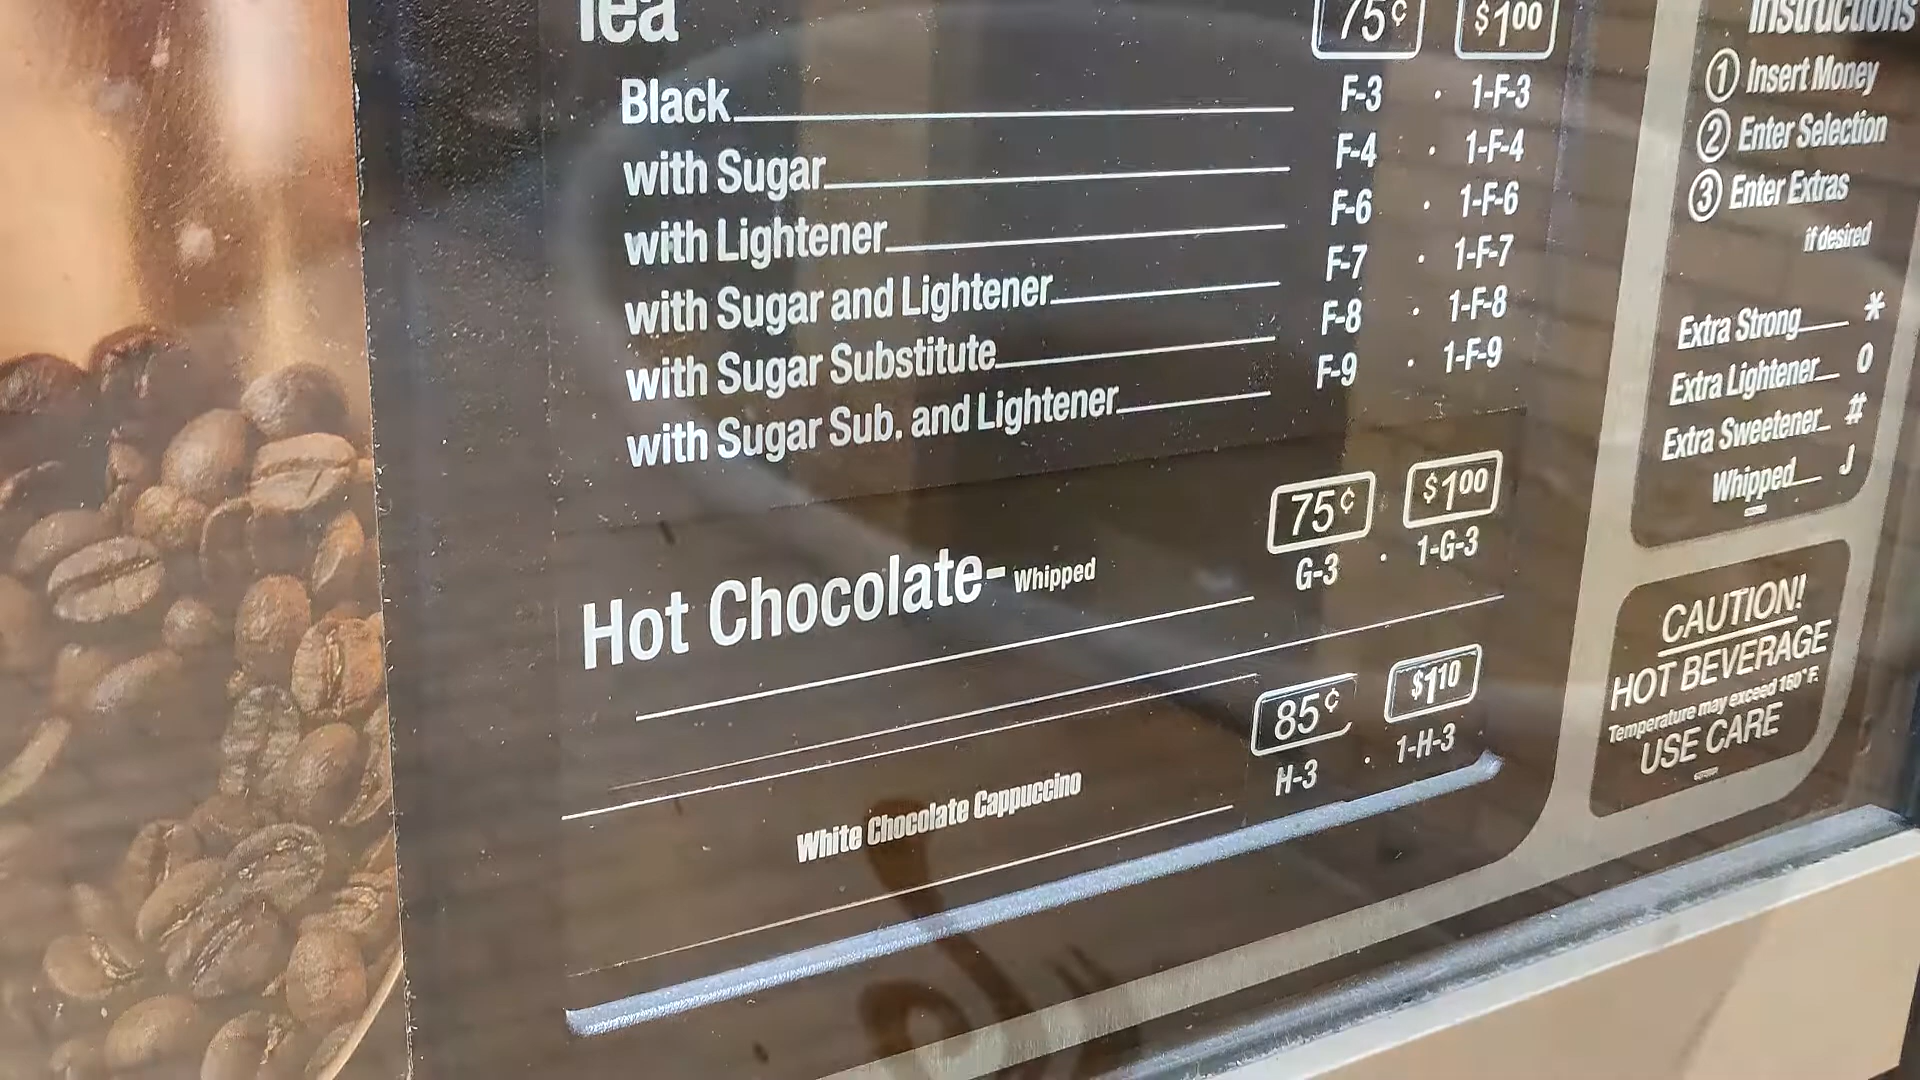 Tea
75¢ $1.00
Black F-3 · 1-F-3
with Sugar F-4 · 1-F-4
with Lightener F-6 · 1-F-6
with Sugar and Lightener F-7 · 1-F-7
with Sugar Substitute F-8 · 1-F-8
with Sugar Sub. and Lightener F-9 · 1-F-9
75¢ $1.00
Hot Chocolate- Whipped G-3 · 1-G-3
85¢ $1.10
White Chocolate Cappuccino H-3 · 1-H-3
Instructions
1 Insert Money
2 Enter Selection
3 Enter Extras
if desired
Extra Strong *
Extra Lightener 0
Extra Sweetener #
Whipped J
CAUTION!
HOT BEVERAGE
Temperature may exceed 160°F.
USE CARE